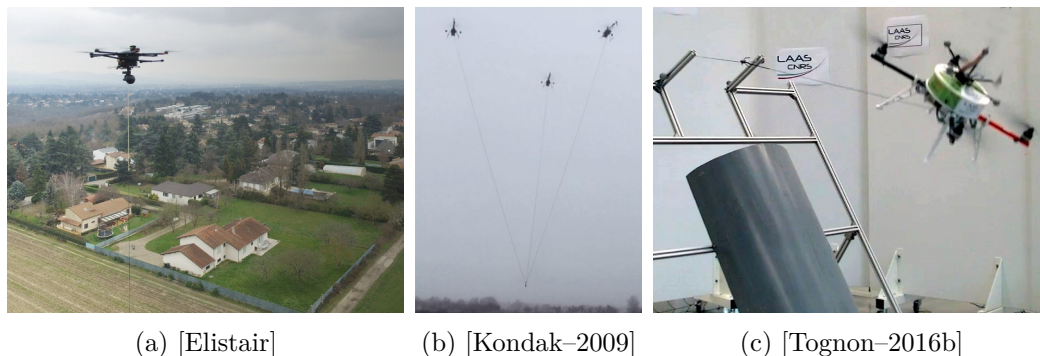 LAAS
CNRS
LAAS
CNRS
(a) [Elistair]
(b) [Kondak–2009]
(c) [Tognon–2016b]